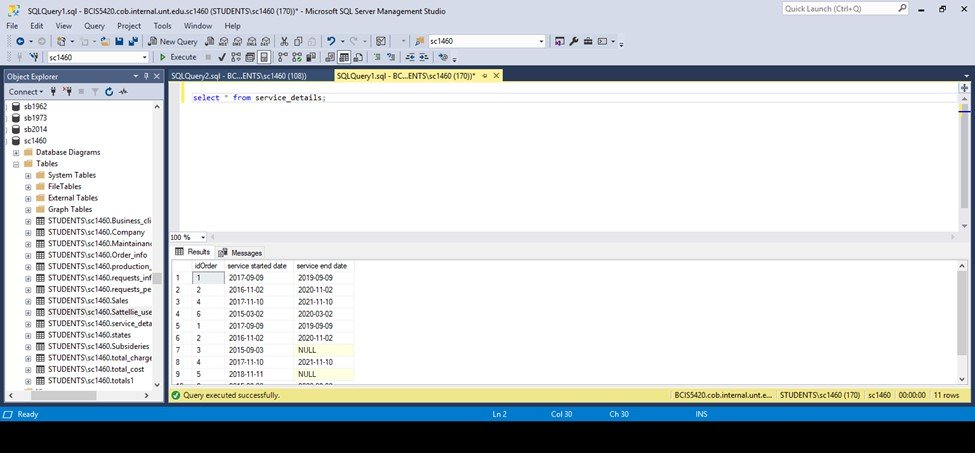 SQLQuery1.sql - BCIS5420.cob.internal.unt.edu.sc1460 (STUDENTS\sc1460 (170))* - Microsoft SQL Server Management Studio
Quick Launch (Ctrl+Q)
File Edit View Query Project Tools Window Help
New Query
sc1460
sc1460
Execute
Object Explorer
SQLQuery2.sql - BC...ENTS\sc1460 (108))
SQLQuery1.sql - BC...ENTS\sc1460 (170))*
Connect
sb1962
sb1973
sb2014
sc1460
Database Diagrams
Tables
System Tables
FileTables
External Tables
Graph Tables
STUDENTS\sc1460.Business_cli
STUDENTS\sc1460.Company
STUDENTS\sc1460.Maintainanc
STUDENTS\sc1460.Order_info
STUDENTS\sc1460.production_
STUDENTS\sc1460.requests_inf
STUDENTS\sc1460.requests_pe
STUDENTS\sc1460.Sales
STUDENTS\sc1460.Sattellie_use
STUDENTS\sc1460.service_deta
STUDENTS\sc1460.states
STUDENTS\sc1460.Subsideries
STUDENTS\sc1460.total_charge
STUDENTS\sc1460.total_cost
STUDENTS\sc1460.totals1
select * from service_details;
100 %
Results Messages
idOrder service started date service end date
1 1 2017-09-09 2019-09-09
2 2 2016-11-02 2020-11-02
3 4 2017-11-10 2021-11-10
4 6 2015-03-02 2020-03-02
5 1 2017-09-09 2019-09-09
6 2 2016-11-02 2020-11-02
7 3 2015-09-03 NULL
8 4 2017-11-10 2021-11-10
9 5 2018-11-11 NULL
Query executed successfully.
BCIS5420.cob.internal.unt.e... STUDENTS\sc1460 (170) sc1460 00:00:00 11 rows
Ready Ln 2 Col 30 Ch 30 INS